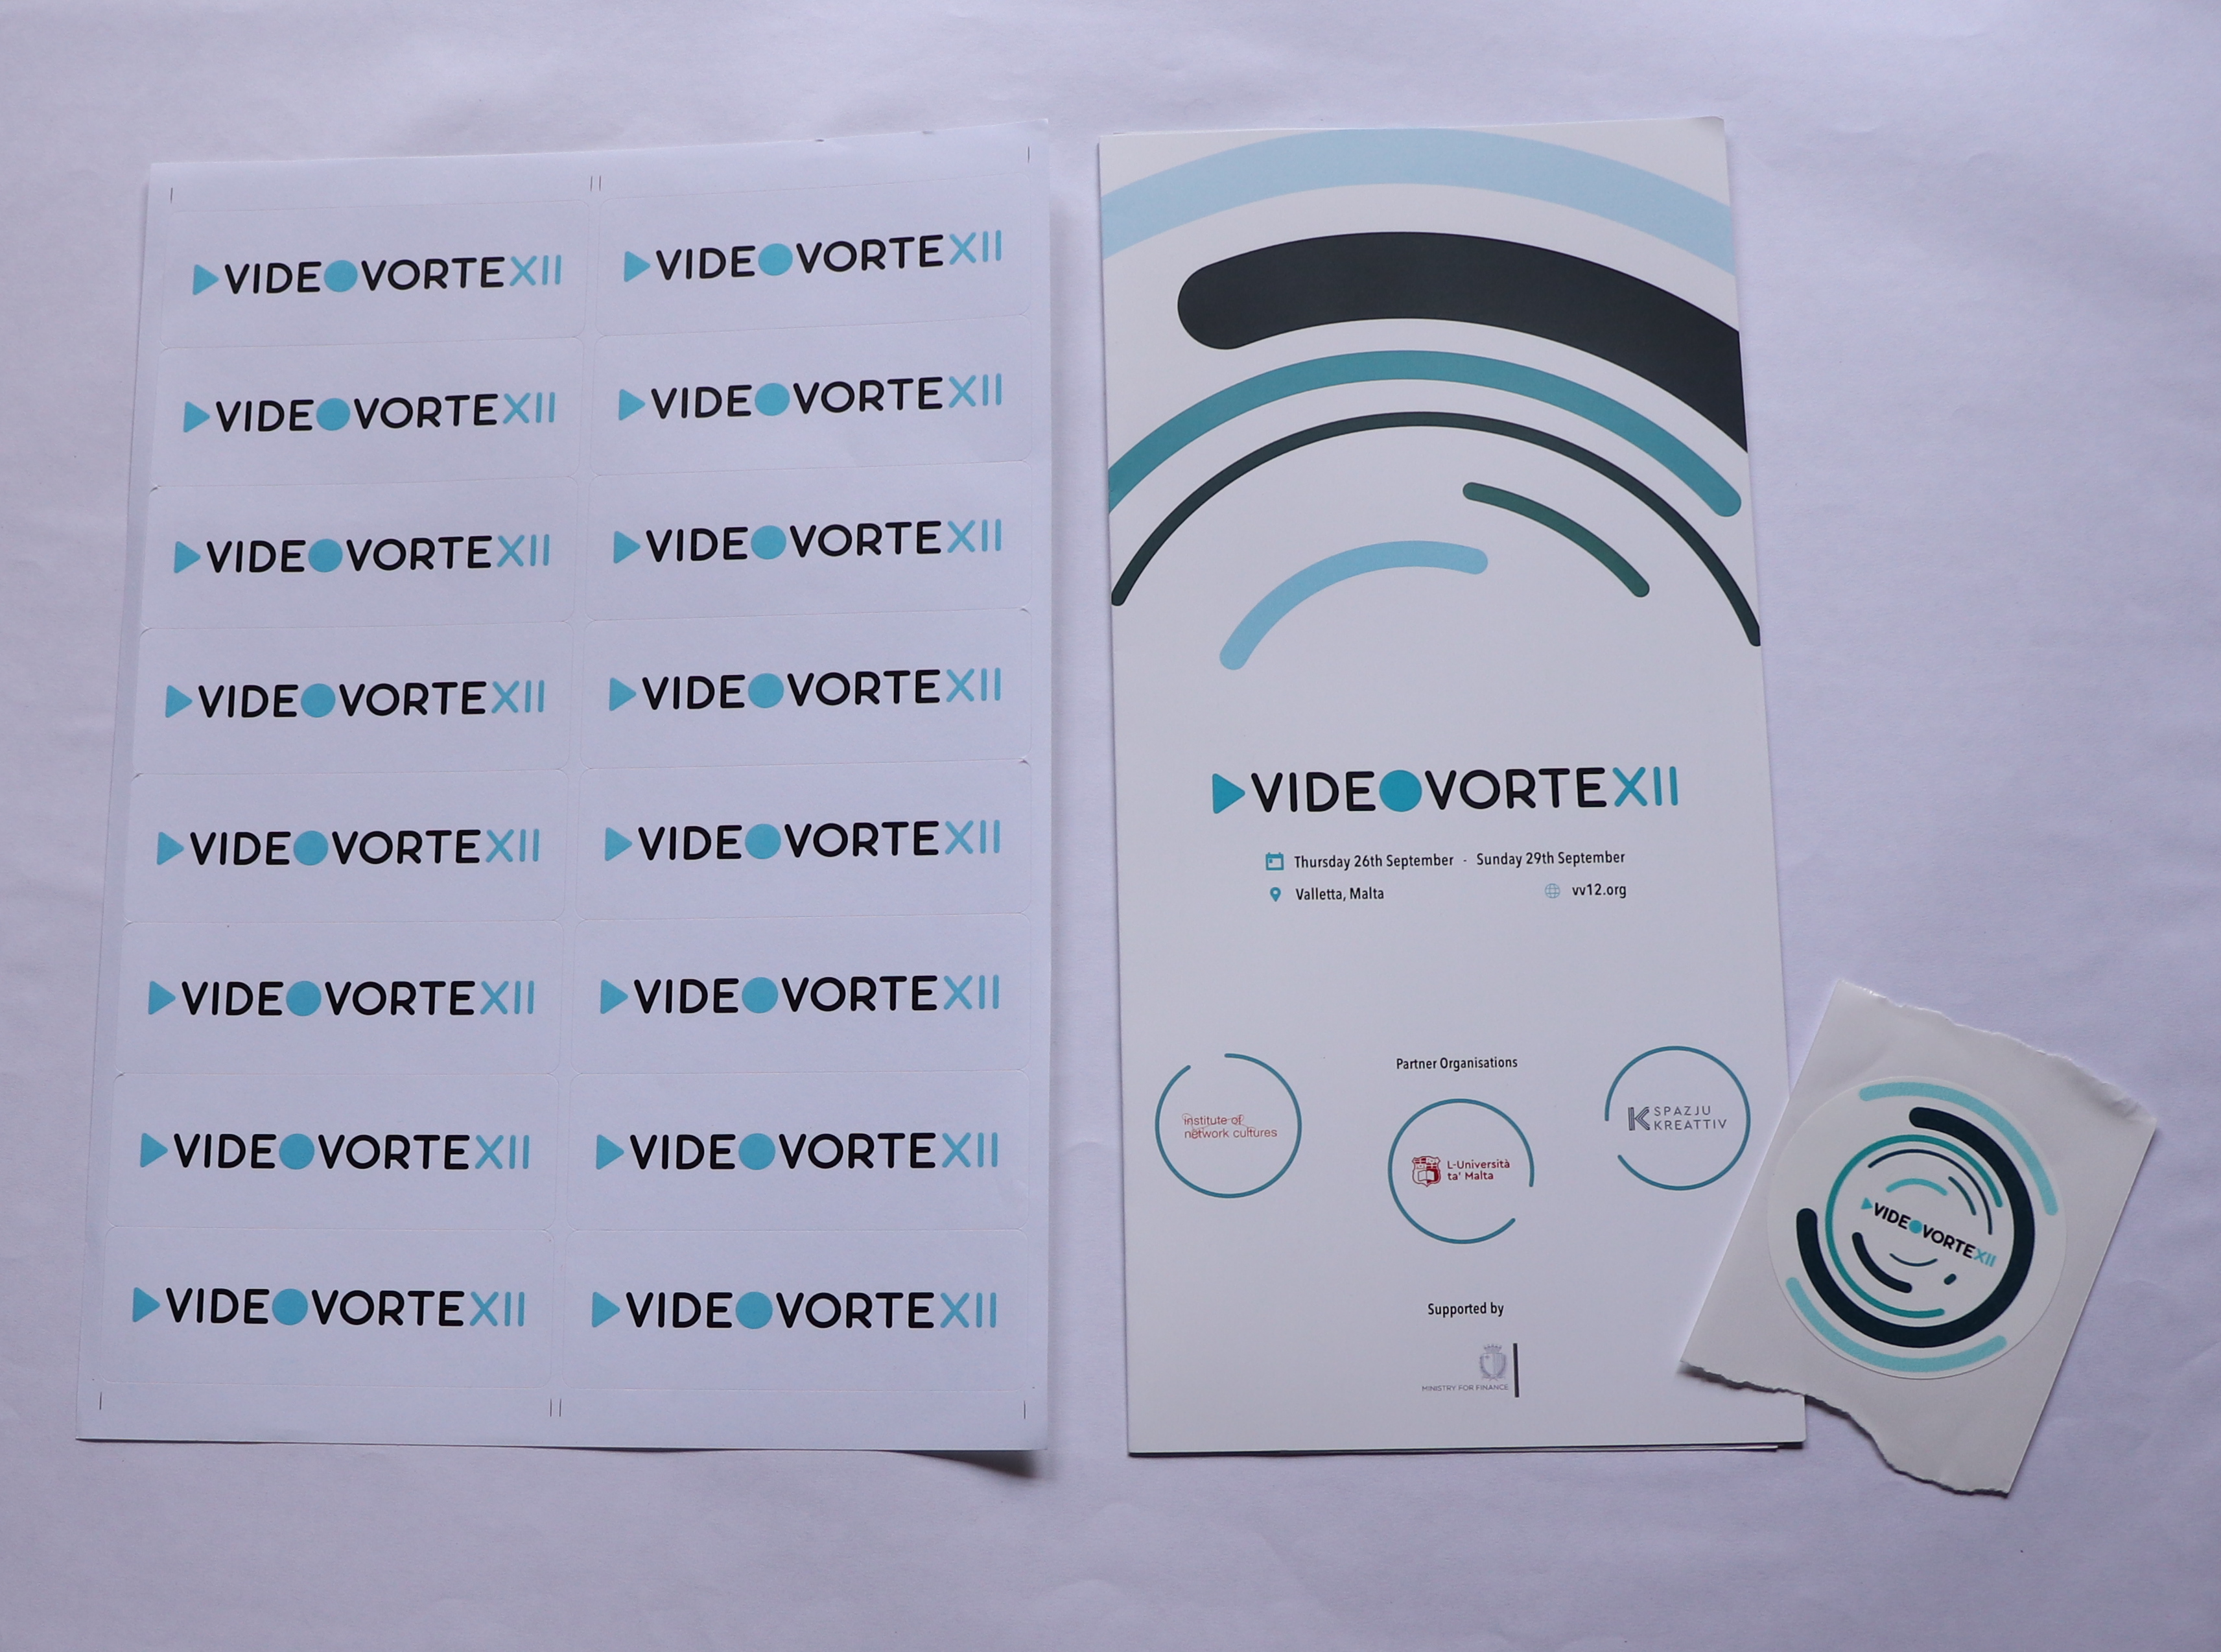 VIDEOVORTEXII VIDEOVORTEXII
VIDEOVORTEXII VIDEOVORTEXII
VIDEOVORTEXII VIDEOVORTEXII
VIDEOVORTEXII VIDEOVORTEXII
VIDEOVORTEXII VIDEOVORTEXII
VIDEOVORTEXII VIDEOVORTEXII
VIDEOVORTEXII VIDEOVORTEXII
VIDEOVORTEXII VIDEOVORTEXII
VIDEOVORTEXII
Thursday 26th September - Sunday 29th September
Valletta, Malta vv12.org
Partner Organisations
institute of
network cultures
L-Università
ta' Malta
SPAZJU
KREATTIV
Supported by
MINISTRY FOR FINANCE
VIDEOVORTEXII